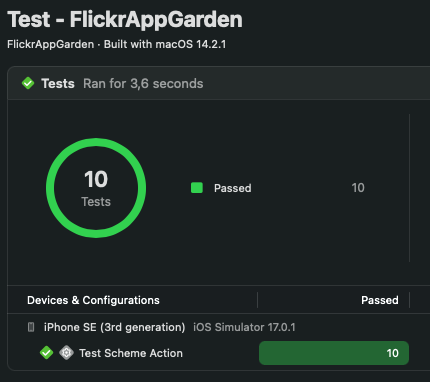 Test - FlickrAppGarden
FlickrAppGarden · Built with macOS 14.2.1
Tests Ran for 3,6 seconds
10
Tests
Passed 10
Devices & Configurations Passed
iPhone SE (3rd generation) iOS Simulator 17.0.1
Test Scheme Action 10